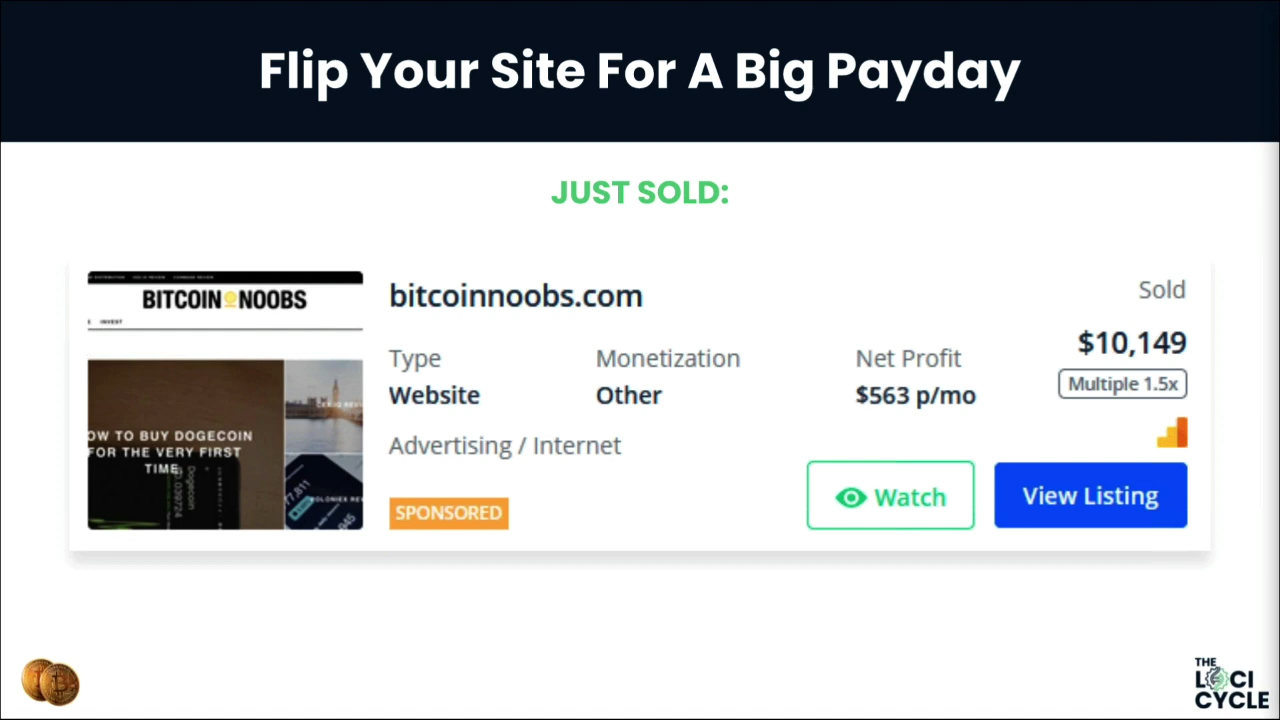 Flip Your Site For A Big Payday
JUST SOLD:
BITCOIN NOOBS
INVEST
OW TO BUY DOGECOIN
FOR THE VERY FIRST
TIME
bitcoinnoobs.com
Type
Website
Monetization
Other
Net Profit
$563 p/mo
Advertising / Internet
SPONSORED
Sold
$10,149
Multiple 1.5x
Watch
View Listing
THE
LOCI
CYCLE